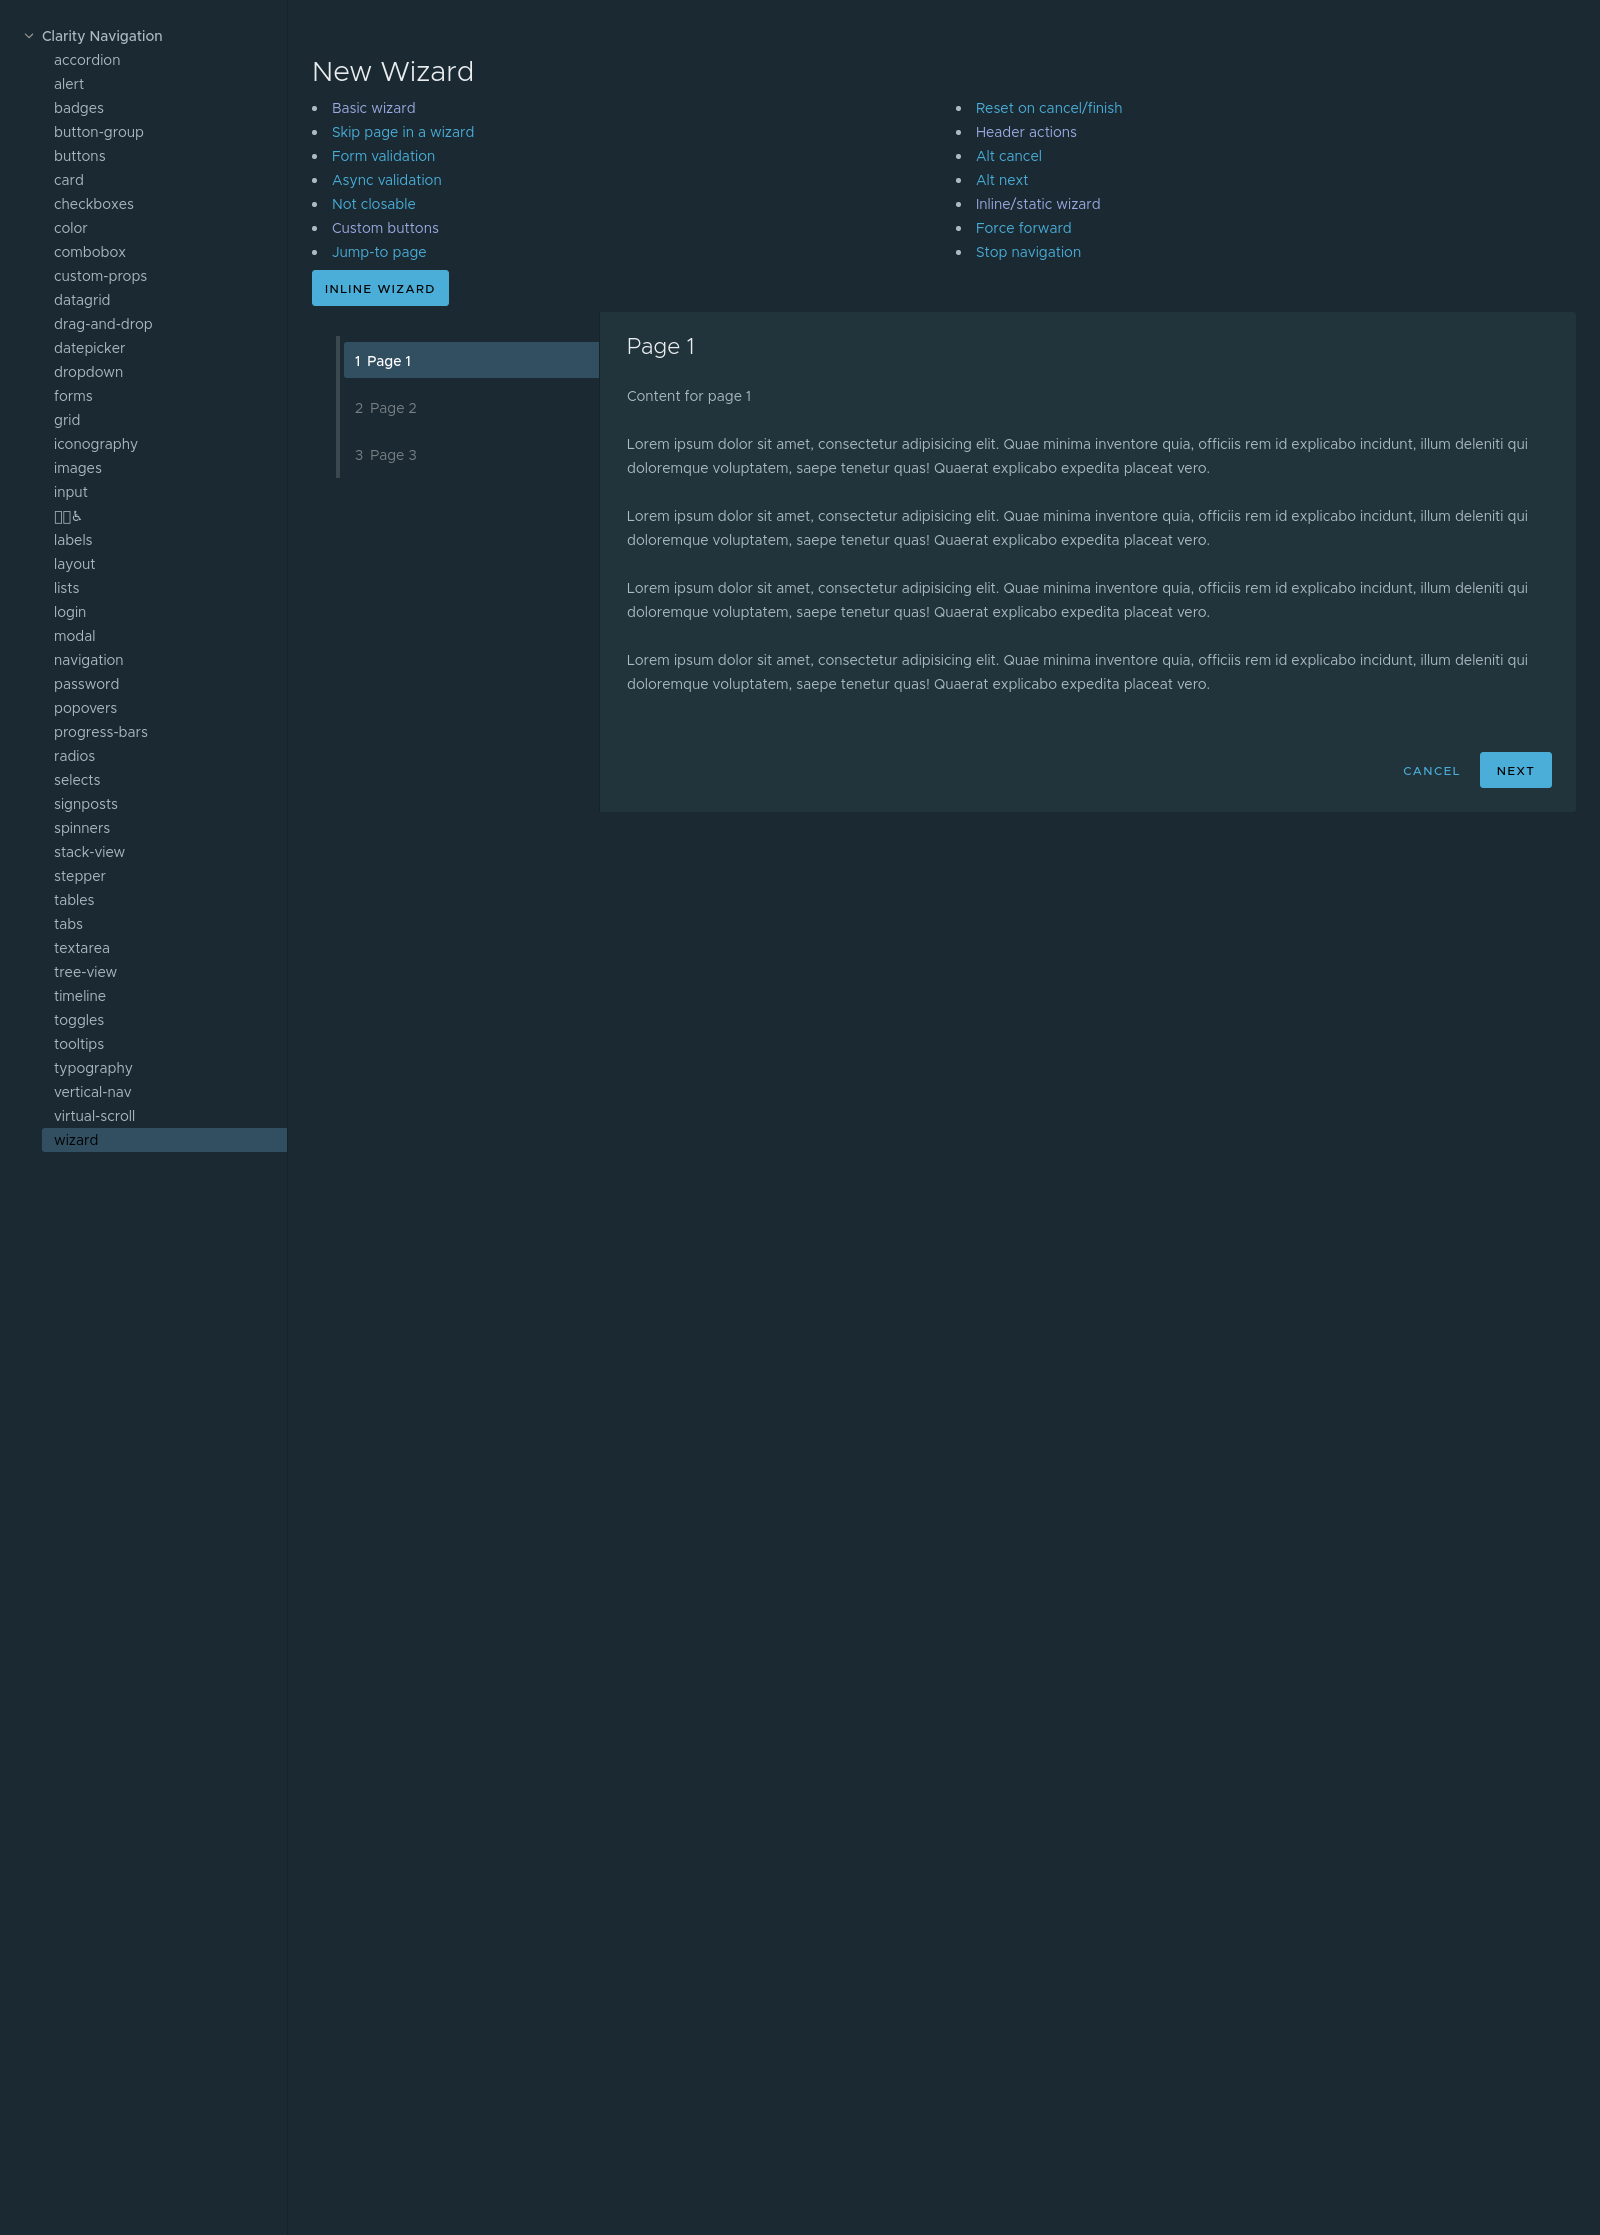 Clarity Navigation
accordion
alert
badges
button-group
buttons
card
checkboxes
color
combobox
custom-props
datagrid
drag-and-drop
datepicker
dropdown
forms
grid
iconography
images
input
♿
labels
layout
lists
login
modal
navigation
password
popovers
progress-bars
radios
selects
signposts
spinners
stack-view
stepper
tables
tabs
textarea
tree-view
timeline
toggles
tooltips
typography
vertical-nav
virtual-scroll
wizard
New Wizard
Basic wizard
Skip page in a wizard
Form validation
Async validation
Not closable
Custom buttons
Jump-to page
Reset on cancel/finish
Header actions
Alt cancel
Alt next
Inline/static wizard
Force forward
Stop navigation
INLINE WIZARD
1 Page 1
2 Page 2
3 Page 3
Page 1
Content for page 1
Lorem ipsum dolor sit amet, consectetur adipisicing elit. Quae minima inventore quia, officiis rem id explicabo incidunt, illum deleniti qui
doloremque voluptatem, saepe tenetur quas! Quaerat explicabo expedita placeat vero.
Lorem ipsum dolor sit amet, consectetur adipisicing elit. Quae minima inventore quia, officiis rem id explicabo incidunt, illum deleniti qui
doloremque voluptatem, saepe tenetur quas! Quaerat explicabo expedita placeat vero.
Lorem ipsum dolor sit amet, consectetur adipisicing elit. Quae minima inventore quia, officiis rem id explicabo incidunt, illum deleniti qui
doloremque voluptatem, saepe tenetur quas! Quaerat explicabo expedita placeat vero.
Lorem ipsum dolor sit amet, consectetur adipisicing elit. Quae minima inventore quia, officiis rem id explicabo incidunt, illum deleniti qui
doloremque voluptatem, saepe tenetur quas! Quaerat explicabo expedita placeat vero.
CANCEL
NEXT